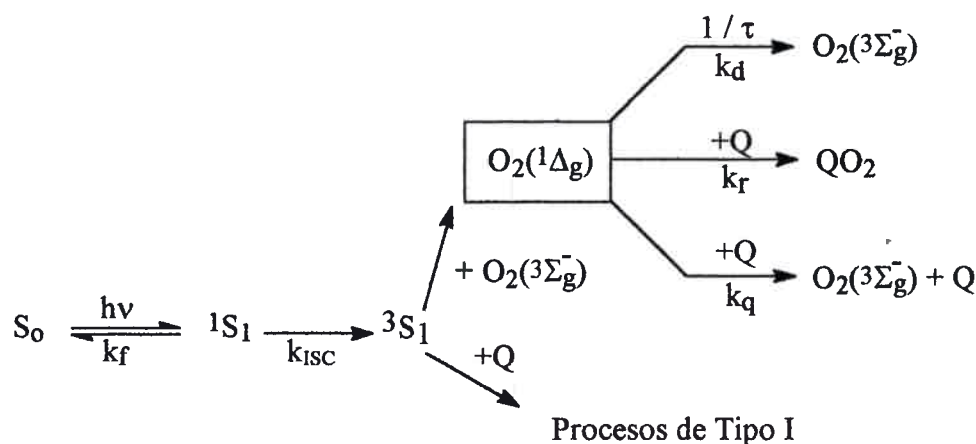 1 / τ
k_d
O₂(³Σ_g⁻)
O₂(¹Δ_g)
+Q
k_r
QO₂
+Q
k_q
O₂(³Σ_g⁻) + Q
+ O₂(³Σ_g⁻)
S_o
hν
k_f
¹S₁
k_ISC
³S₁
+Q
Procesos de Tipo I